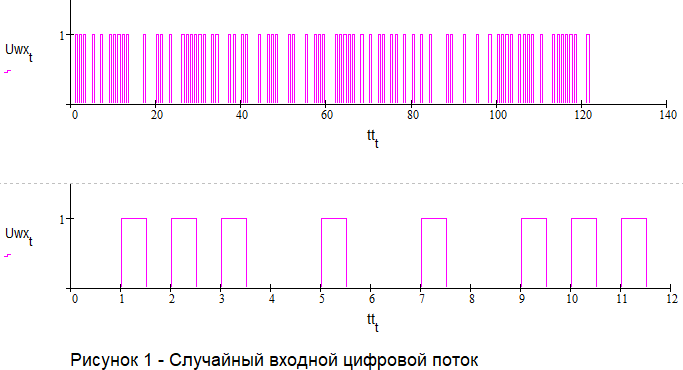 1
Uwx t
0 20 40 60 80 100 120 140
tt t
1
Uwx t
0 1 2 3 4 5 6 7 8 9 10 11 12
tt t
Рисунок 1 - Случайный входной цифровой поток